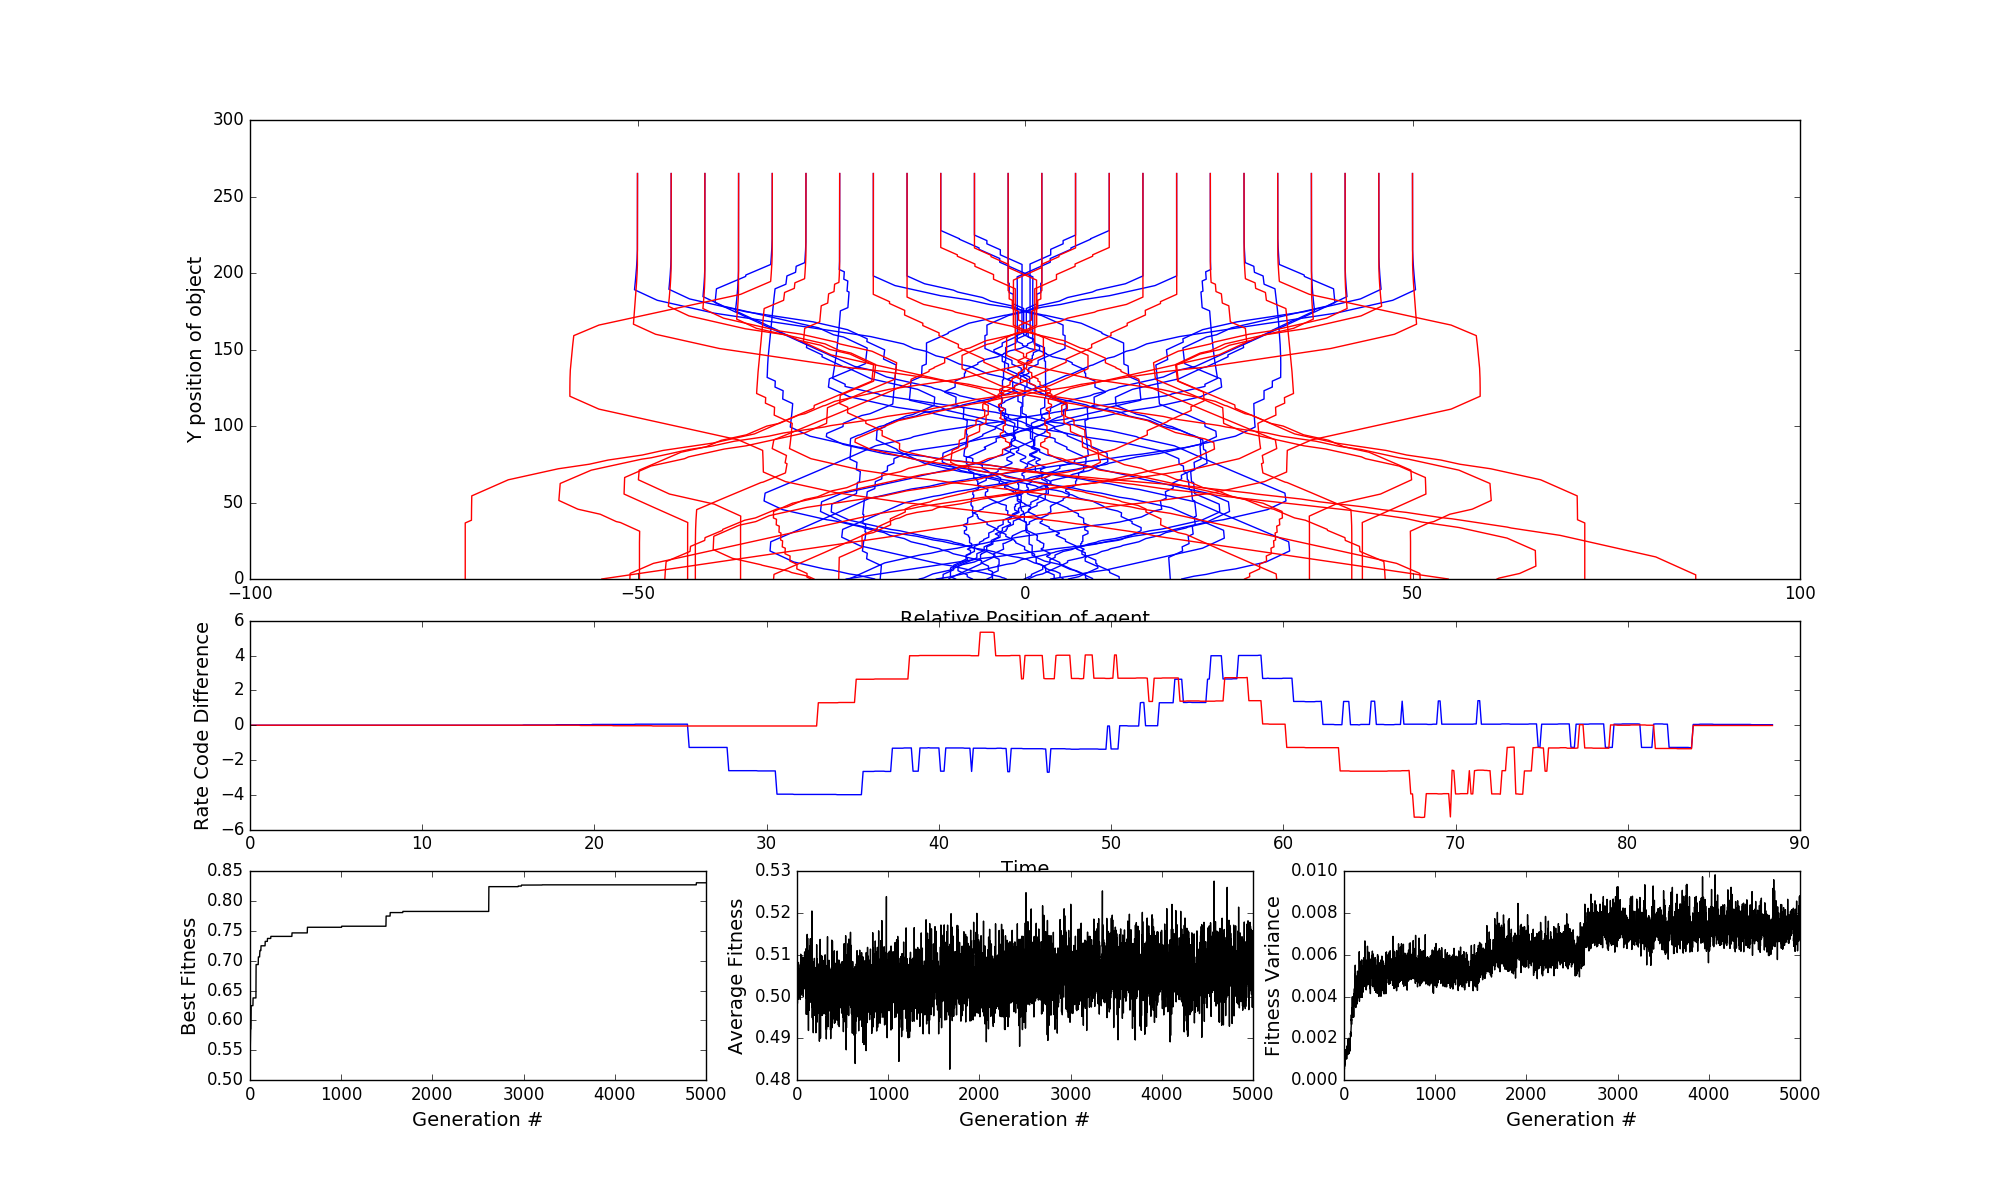 300
250
200
150
100
50
0
Y position of object
−100 −50 0 50 100
Relative Position of agent
6
4
2
0
−2
−4
−6
Rate Code Difference
0 10 20 30 40 50 60 70 80 90
Time
0.85
0.80
0.75
0.70
0.65
0.60
0.55
0.50
Best Fitness
0 1000 2000 3000 4000 5000
Generation #
0.53
0.52
0.51
0.50
0.49
0.48
Average Fitness
0 1000 2000 3000 4000 5000
Generation #
0.010
0.008
0.006
0.004
0.002
0.000
Fitness Variance
0 1000 2000 3000 4000 5000
Generation #